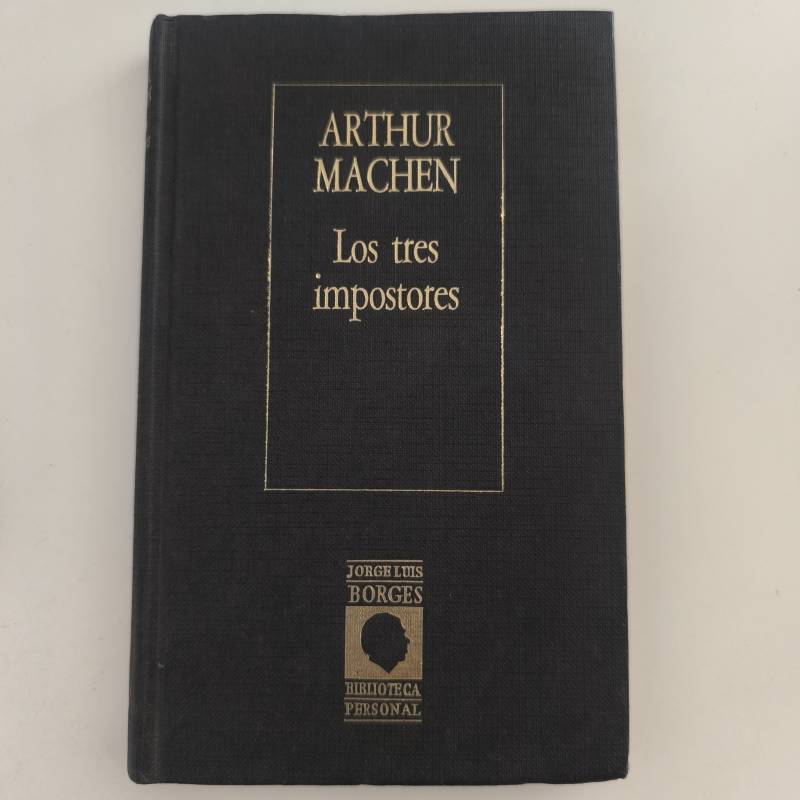 ARTHUR
MACHEN
Los tres
impostores
JORGE LUIS
BORGES
BIBLIOTECA
PERSONAL